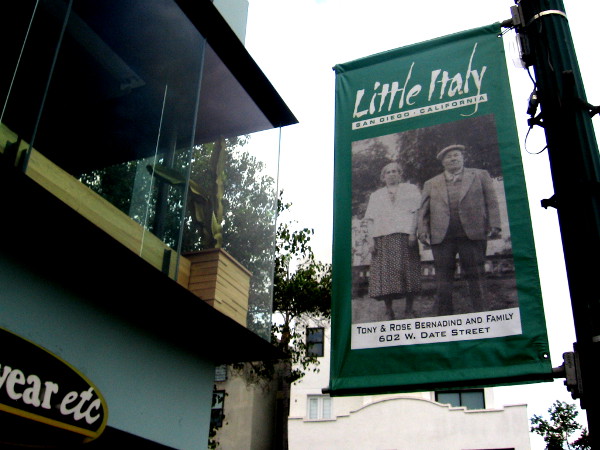 Little Italy
SAN DIEGO · CALIFORNIA
TONY & ROSE BERNADINO AND FAMILY
602 W. DATE STREET
wear etc